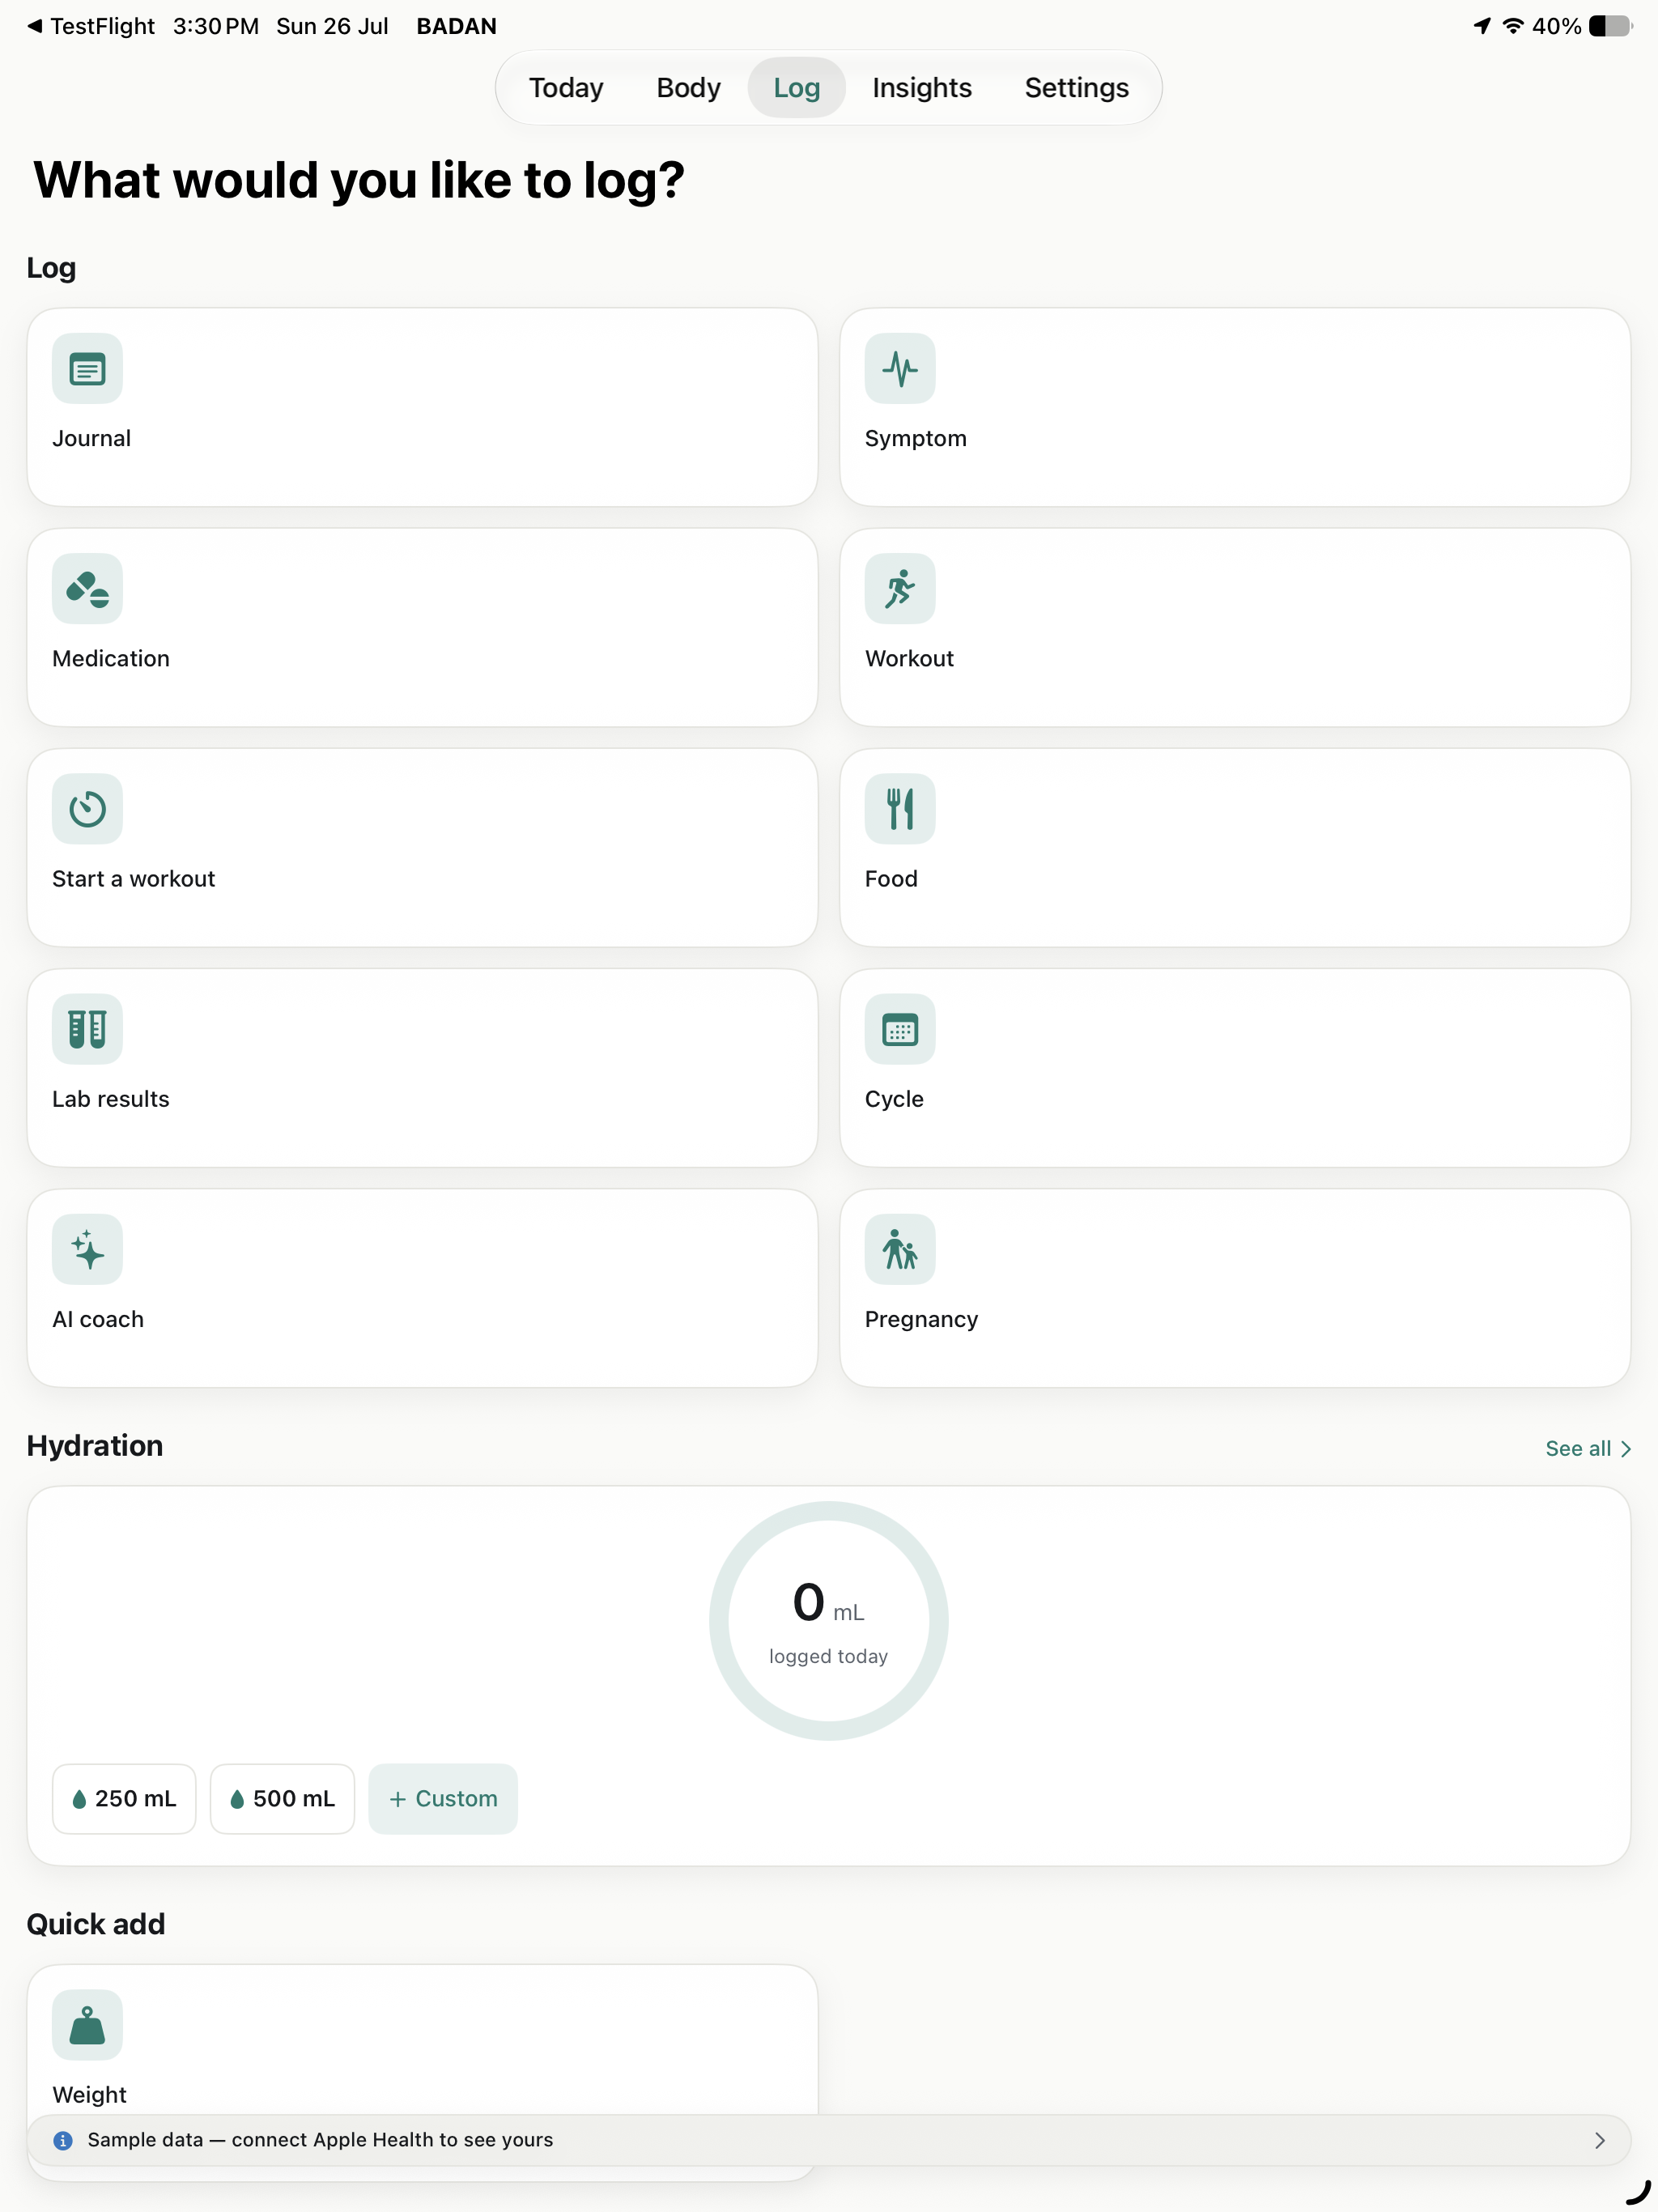 TestFlight 3:30 PM Sun 26 Jul BADAN 40%
Today Body Log Insights Settings
What would you like to log?
Log
Journal
Symptom
Medication
Workout
Start a workout
Food
Lab results
Cycle
AI coach
Pregnancy
Hydration
See all
0 mL
logged today
250 mL
500 mL
+ Custom
Quick add
Weight
Sample data — connect Apple Health to see yours